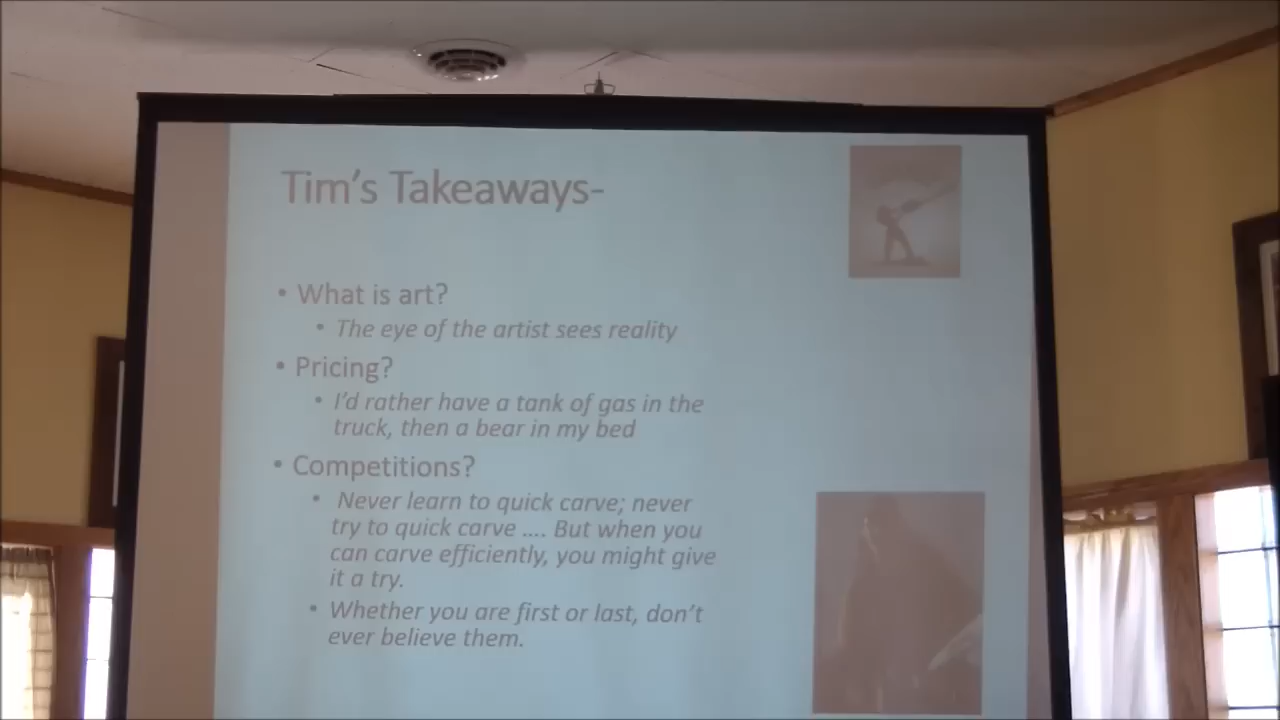 Tim's Takeaways-
• What is art?
• The eye of the artist sees reality
• Pricing?
• I'd rather have a tank of gas in the
truck, then a bear in my bed
• Competitions?
• Never learn to quick carve; never
try to quick carve .... But when you
can carve efficiently, you might give
it a try.
• Whether you are first or last, don't
ever believe them.